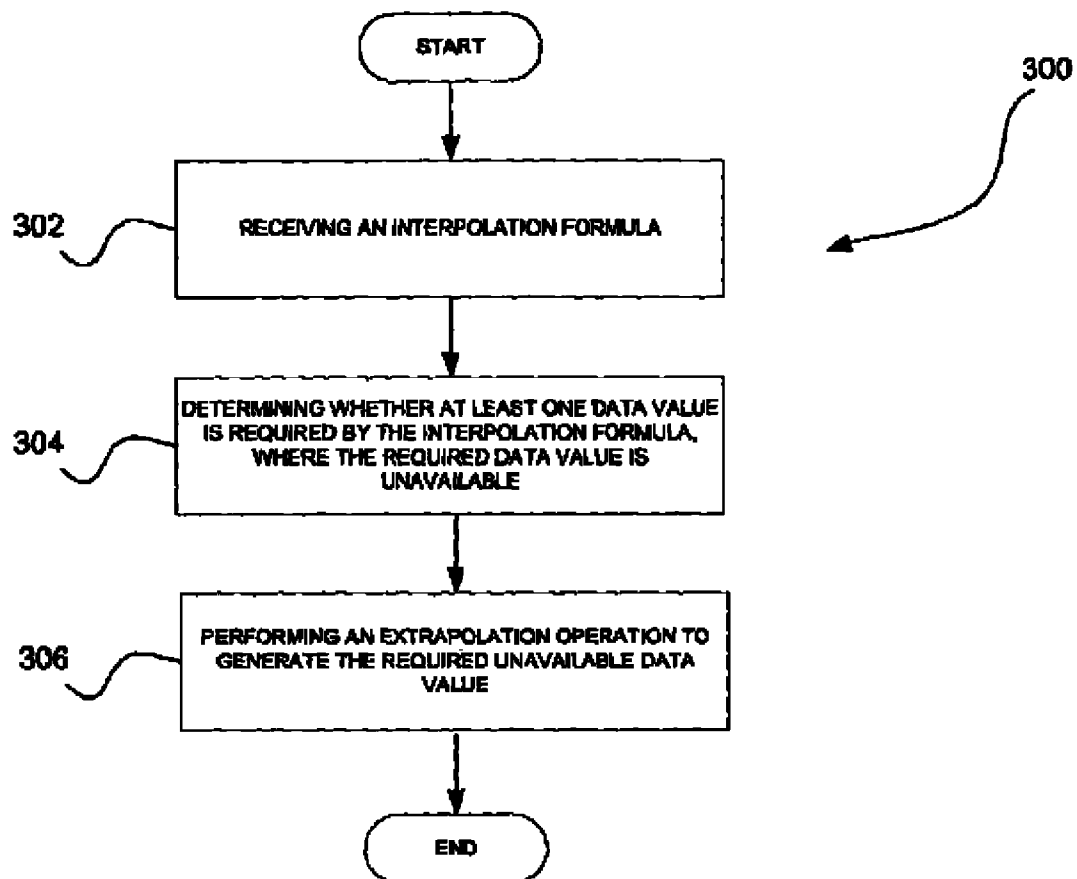 START
300
302
RECEIVING AN INTERPOLATION FORMULA
304
DETERMINING WHETHER AT LEAST ONE DATA VALUE
IS REQUIRED BY THE INTERPOLATION FORMULA,
WHERE THE REQUIRED DATA VALUE IS
UNAVAILABLE
306
PERFORMING AN EXTRAPOLATION OPERATION TO
GENERATE THE REQUIRED UNAVAILABLE DATA
VALUE
END